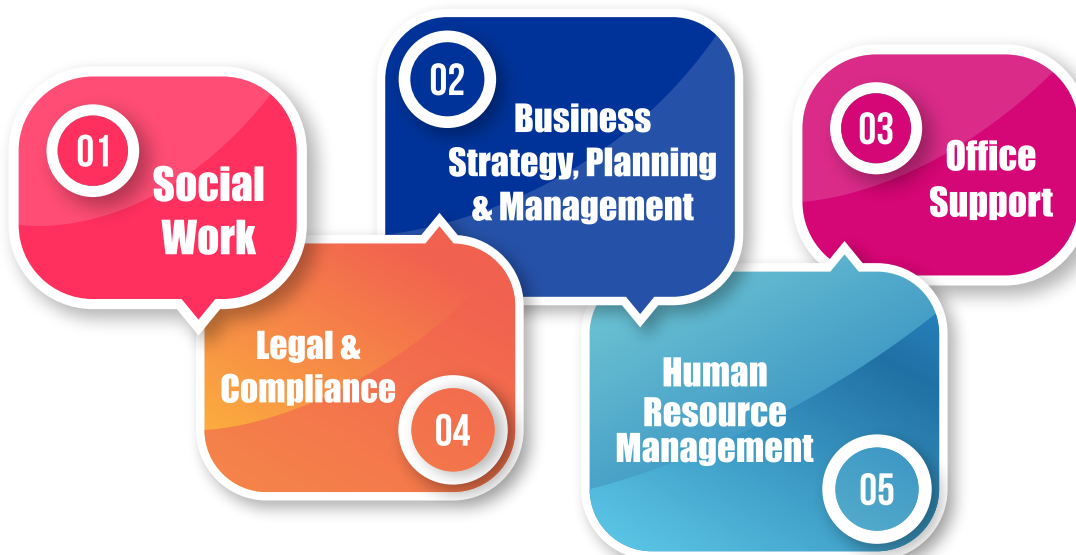 01
Social
Work
02
Business
Strategy, Planning
& Management
03
Office
Support
Legal &
Compliance
04
Human
Resource
Management
05